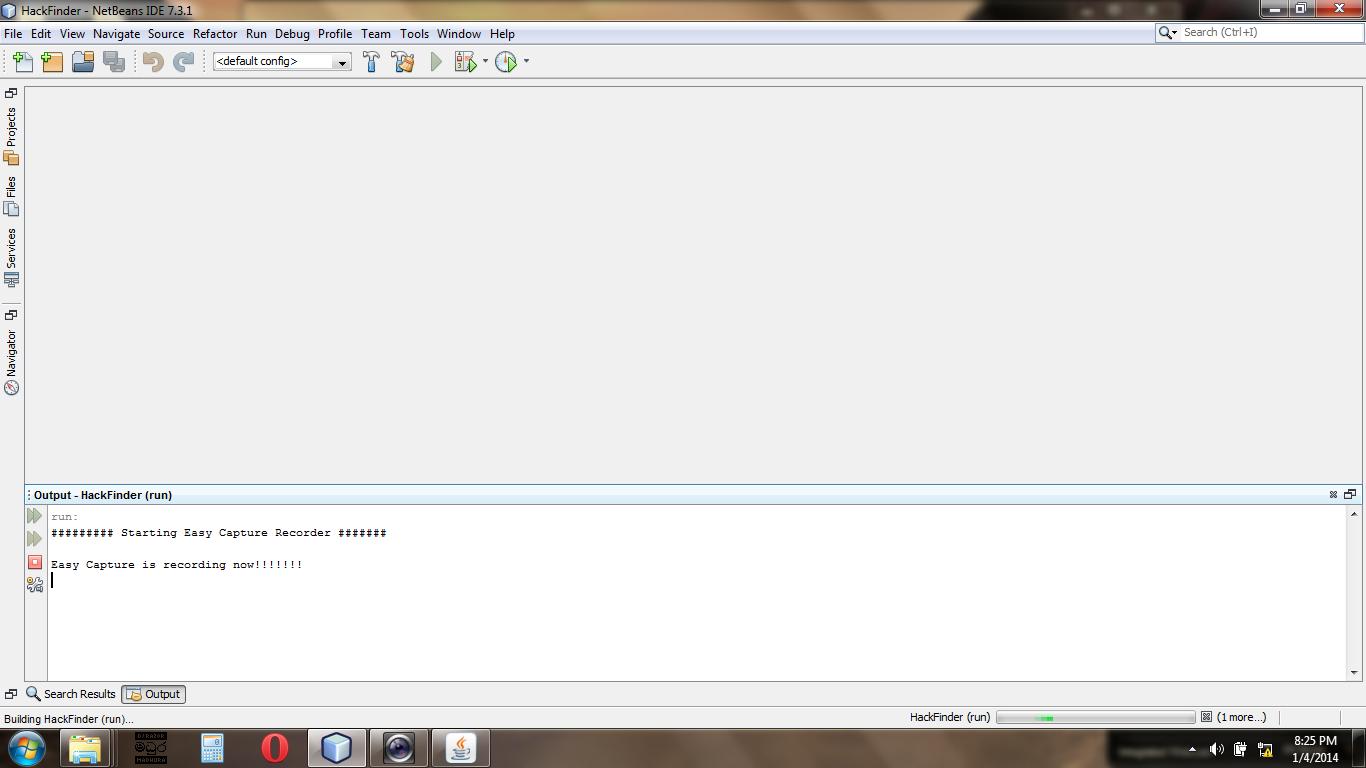 HackFinder - NetBeans IDE 7.3.1
File Edit View Navigate Source Refactor Run Debug Profile Team Tools Window Help
Search (Ctrl+I)
<default config>
Projects
Files
Services
Navigator
Output - HackFinder (run)
run:
######### Starting Easy Capture Recorder #######
Easy Capture is recording now!!!!!!!
Search Results Output
Building HackFinder (run)...
HackFinder (run) (1 more...)
මධුර
MADHURA
8:25 PM
1/4/2014